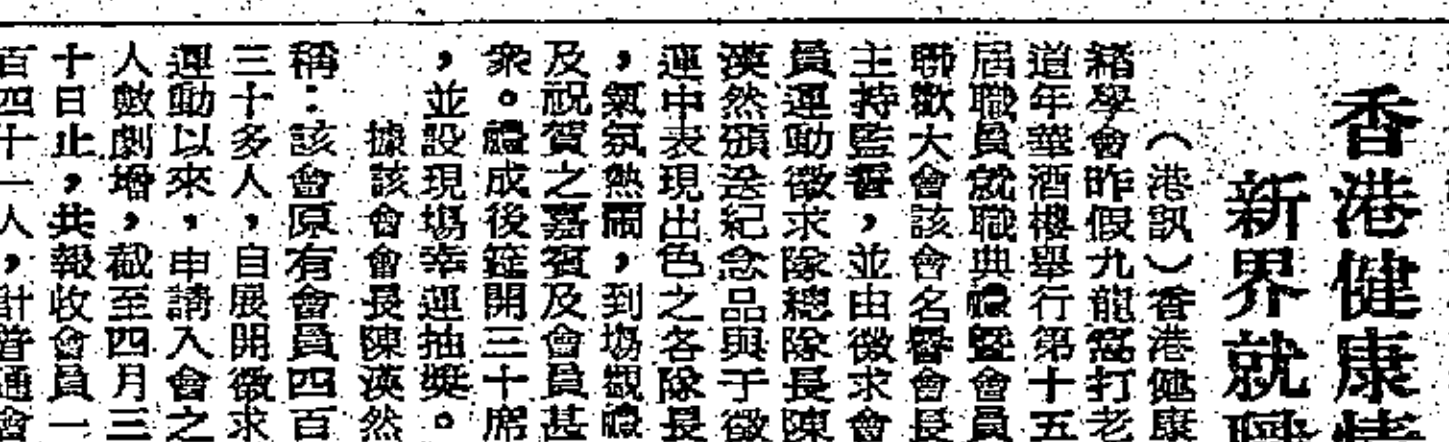 香港健康情
新界就職
（港訊）香港健康
緒學會昨假九龍窩打老
道年華酒樓舉行第十五
屆職員就職典禮暨會員
聯歡大會該會名譽會長
主持監誓，並由徵求會
員運動徵求隊總隊長陳
漢然頒送紀念品與于徵
運中表現出色之各隊長
，氣氛熱鬧，到場觀禮
及祝賀之嘉賓及會員甚
衆。禮成後筵開三十席
，並設現場幸運抽獎。
據該會會長陳漢然
稱：該會原有會員四百
三十多人，自展開徵求
運動以來，申請入會之
人數劇增，截至四月三
十日止，共報收會員一
百四十一人，計普通會